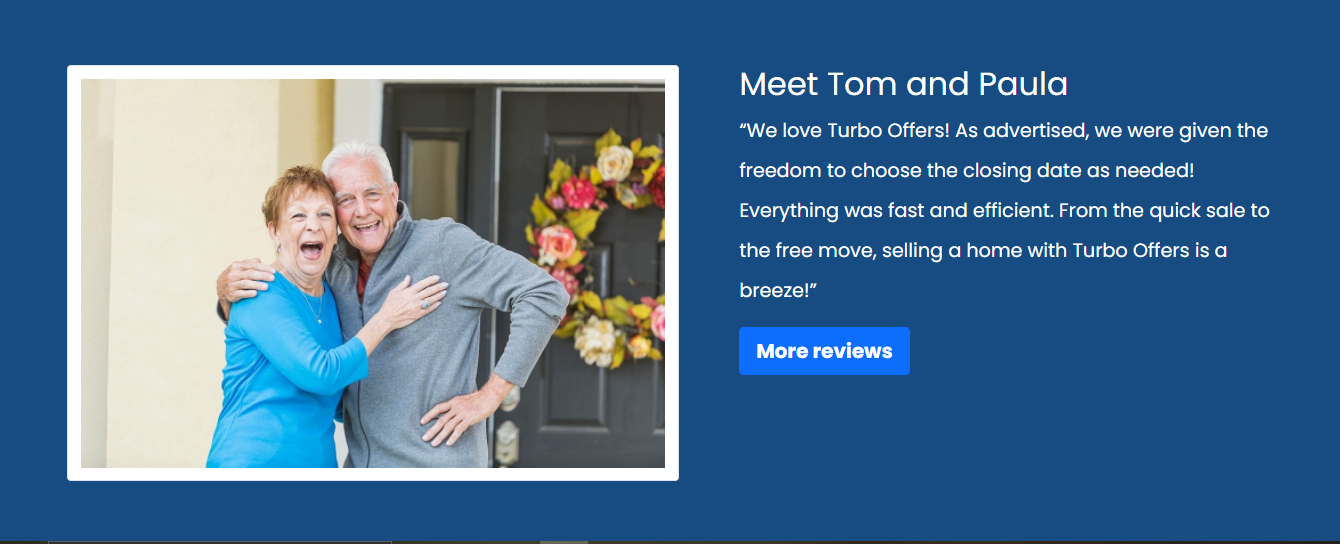 Meet Tom and Paula
“We love Turbo Offers! As advertised, we were given the
freedom to choose the closing date as needed!
Everything was fast and efficient. From the quick sale to
the free move, selling a home with Turbo Offers is a
breeze!”
More reviews